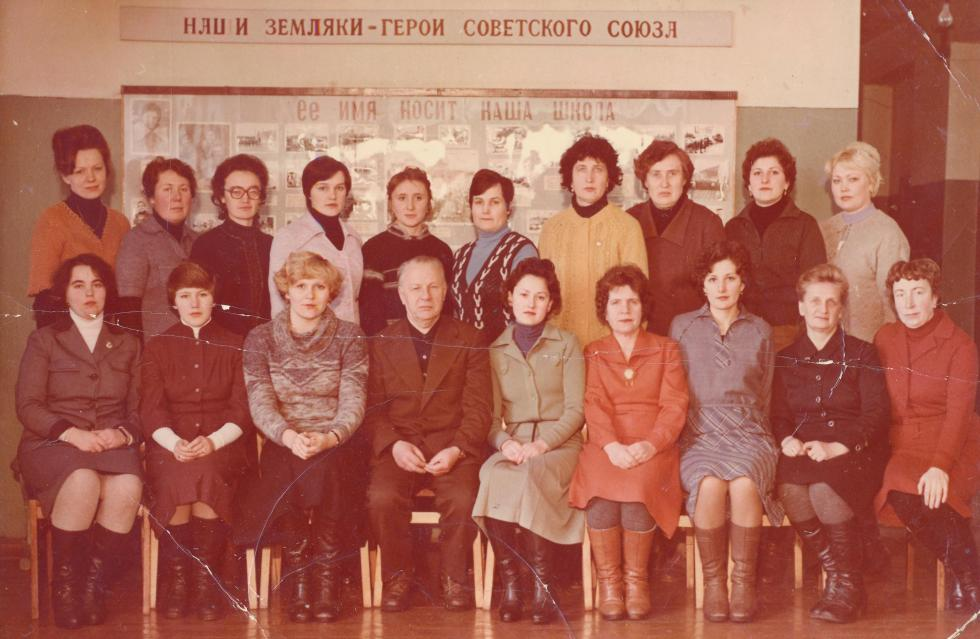 НАШИ ЗЕМЛЯКИ-ГЕРОИ СОВЕТСКОГО СОЮЗА
ЕЕ ИМЯ НОСИТ НАША ШКОЛА